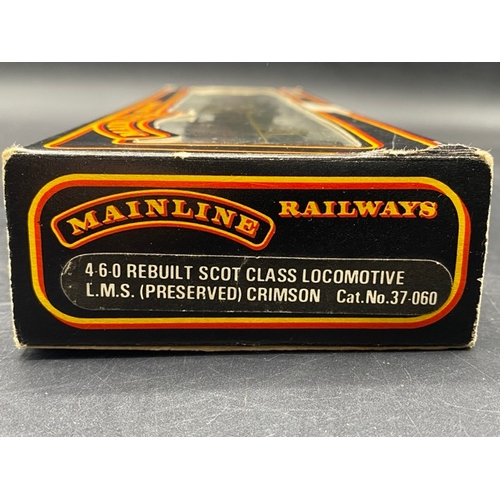 MAINLINE RAILWAYS
4-6-0 REBUILT SCOT CLASS LOCOMOTIVE
L.M.S. (PRESERVED) CRIMSON Cat.No.37-060